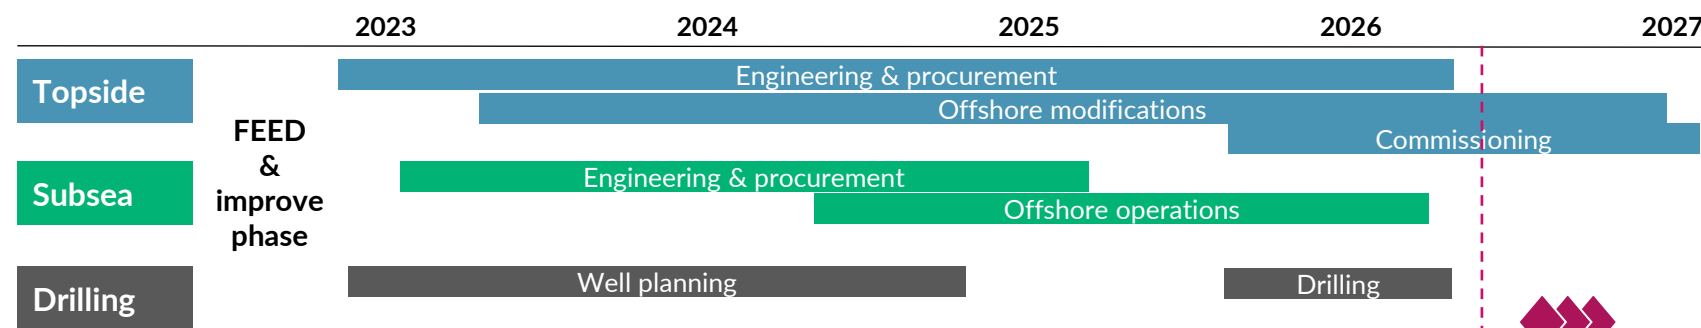 2023 2024 2025 2026 2027
Topside
Engineering & procurement
Offshore modifications
Commissioning
FEED
&
improve
phase
Subsea
Engineering & procurement
Offshore operations
Drilling
Well planning
Drilling